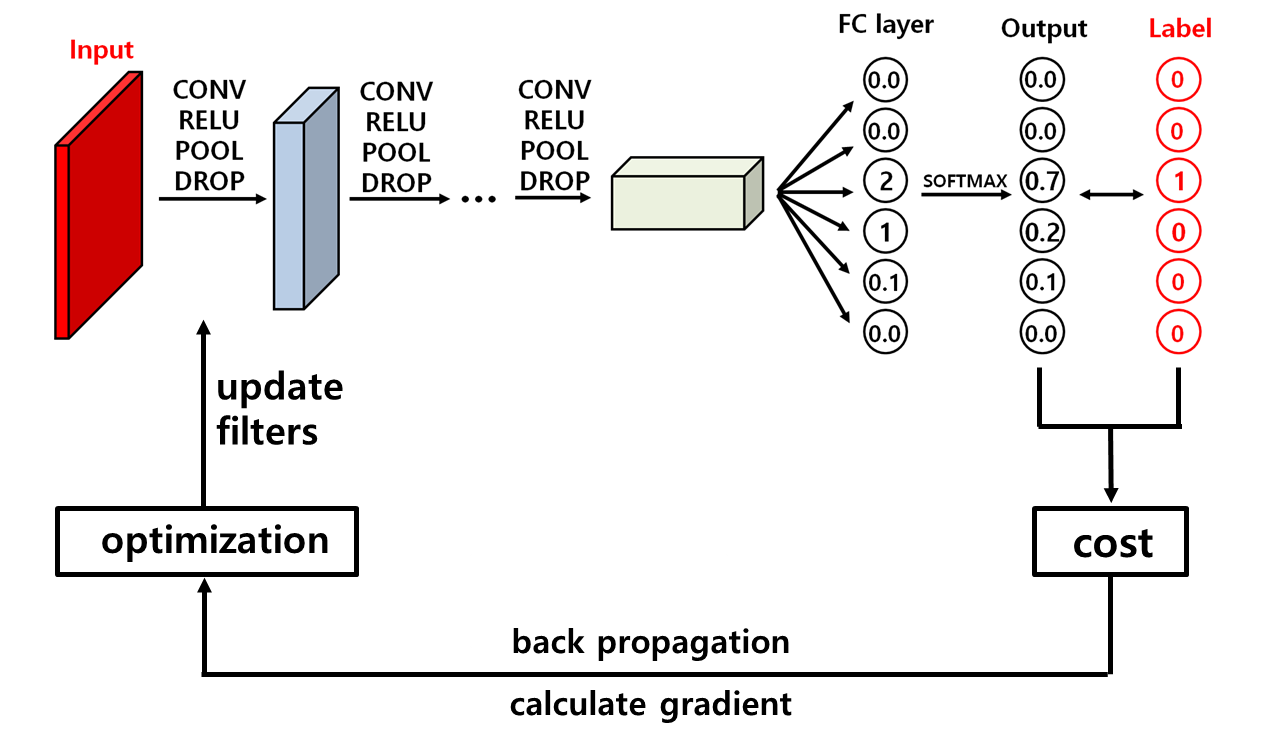 Input
CONV
RELU
POOL
DROP
CONV
RELU
POOL
DROP
...
CONV
RELU
POOL
DROP
FC layer
0.0
0.0
2
1
0.1
0.0
SOFTMAX
Output
0.0
0.0
0.7
0.2
0.1
0.0
Label
0
0
1
0
0
0
update
filters
optimization
cost
back propagation
calculate gradient